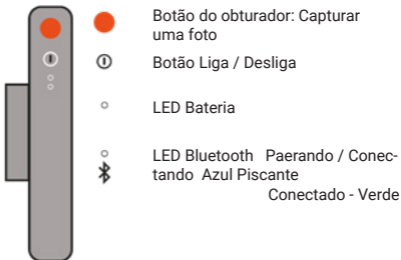 Botão do obturador: Capturar
uma foto
Botão Liga / Desliga
LED Bateria
LED Bluetooth Paerando / Conec-
tando Azul Piscante
Conectado - Verde